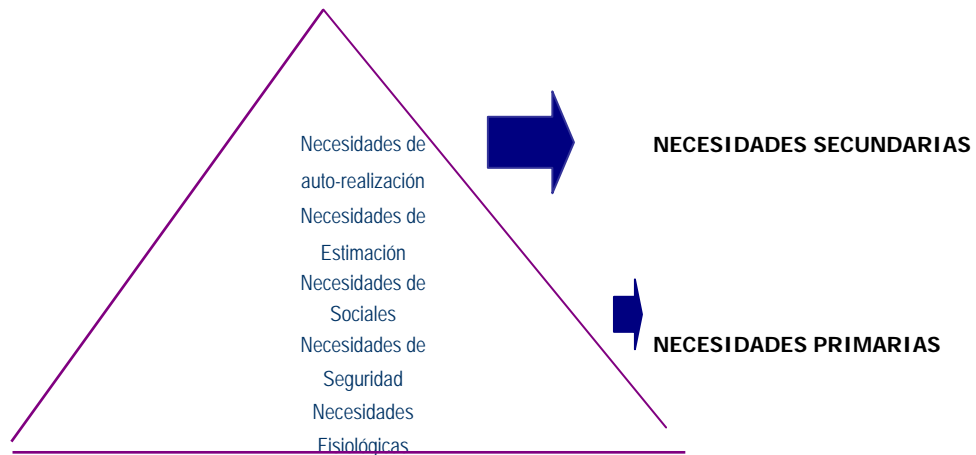 Necesidades de
auto-realización
Necesidades de
Estimación
Necesidades de
Sociales
Necesidades de
Seguridad
Necesidades
Fisiológicas
NECESIDADES SECUNDARIAS
NECESIDADES PRIMARIAS